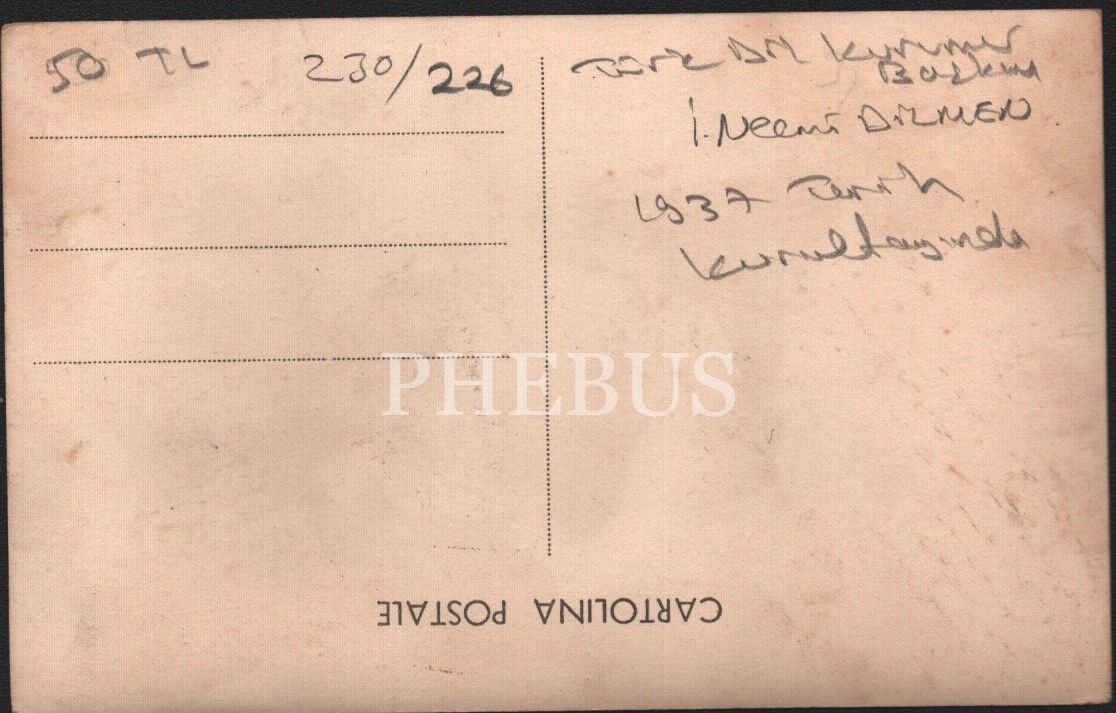 50 TL 230/226
Türk Dil Kurumu
Başkanı
İ. Necmi DİLMEN
1937 Tarih
Kurultayında
PHEBUS
CARTOLINA POSTALE